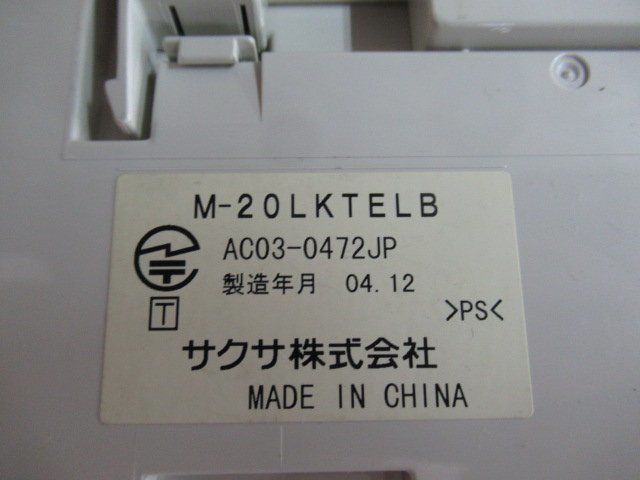 M-20LKTELB
AC03-0472JP
製造年月 04.12
T
>PS<
サクサ株式会社
MADE IN CHINA